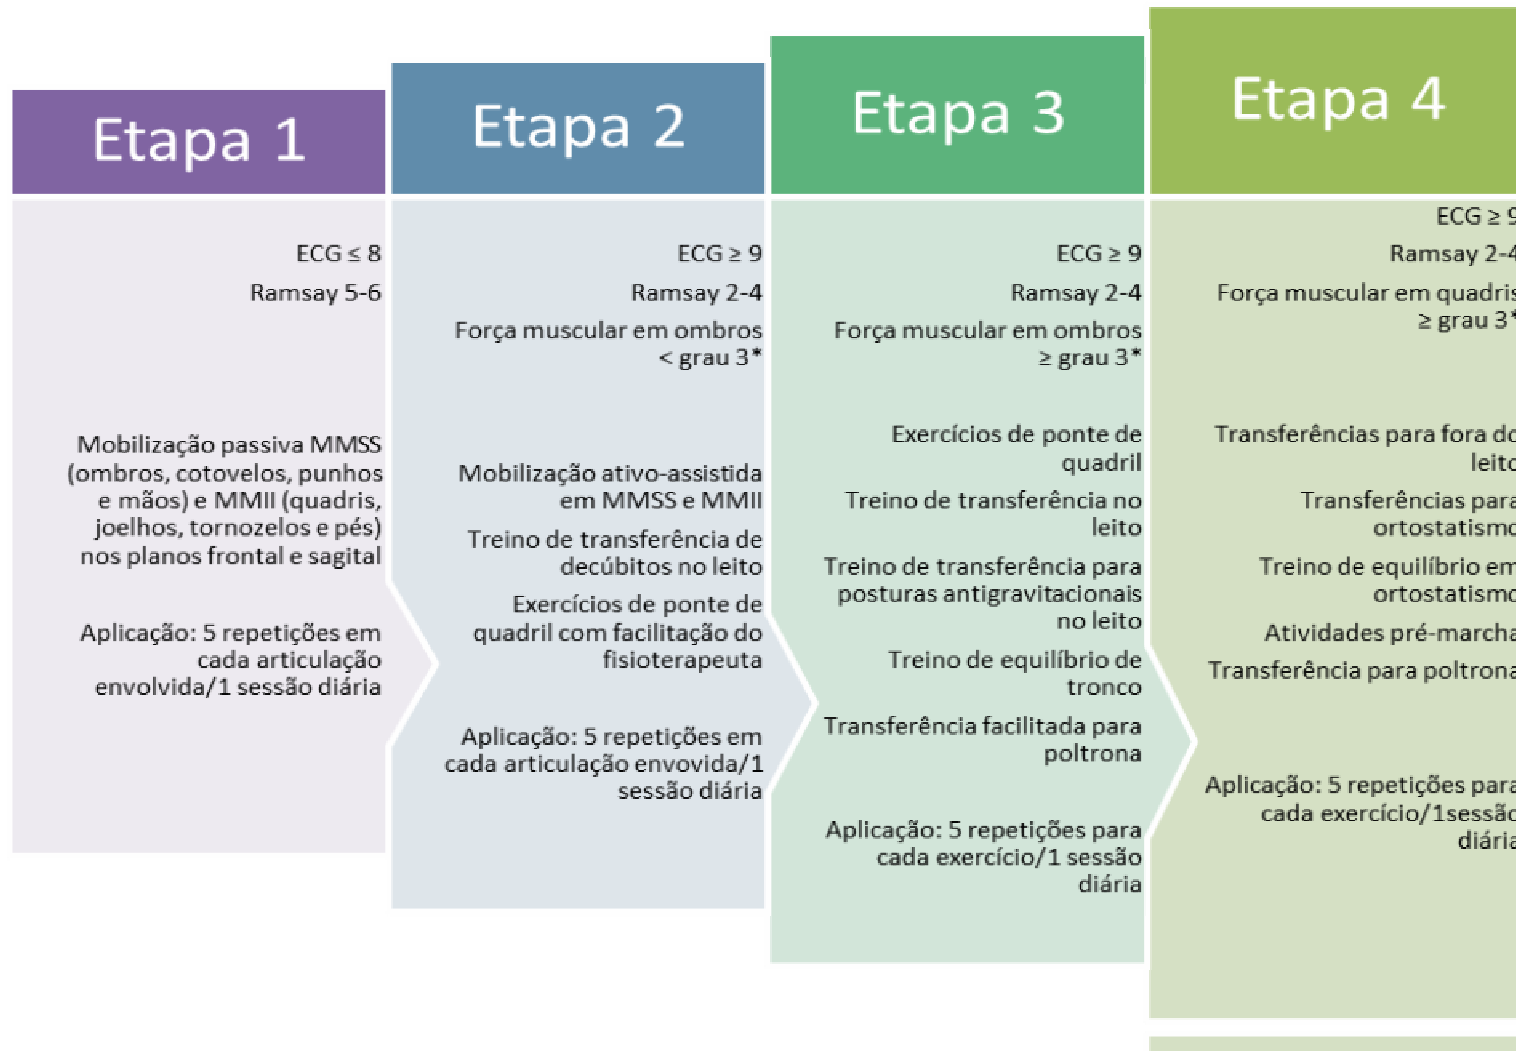 Etapa 1
ECG ≤ 8
Ramsay 5-6
Mobilização passiva MMSS
(ombros, cotovelos, punhos
e mãos) e MMII (quadris,
joelhos, tornozelos e pés)
nos planos frontal e sagital
Aplicação: 5 repetições em
cada articulação
envolvida/1 sessão diária
Etapa 2
ECG ≥ 9
Ramsay 2-4
Força muscular em ombros
< grau 3*
Mobilização ativo-assistida
em MMSS e MMII
Treino de transferência de
decúbitos no leito
Exercícios de ponte de
quadril com facilitação do
fisioterapeuta
Aplicação: 5 repetições em
cada articulação envovida/1
sessão diária
Etapa 3
ECG ≥ 9
Ramsay 2-4
Força muscular em ombros
≥ grau 3*
Exercícios de ponte de
quadril
Treino de transferência no
leito
Treino de transferência para
posturas antigravitacionais
no leito
Treino de equilíbrio de
tronco
Transferência facilitada para
poltrona
Aplicação: 5 repetições para
cada exercício/1 sessão
diária
Etapa 4
ECG ≥ 9
Ramsay 2-4
Força muscular em quadris
≥ grau 3*
Transferências para fora do
leito
Transferências para
ortostatismo
Treino de equilíbrio em
ortostatismo
Atividades pré-marcha
Transferência para poltrona
Aplicação: 5 repetições para
cada exercício/1sessão
diária